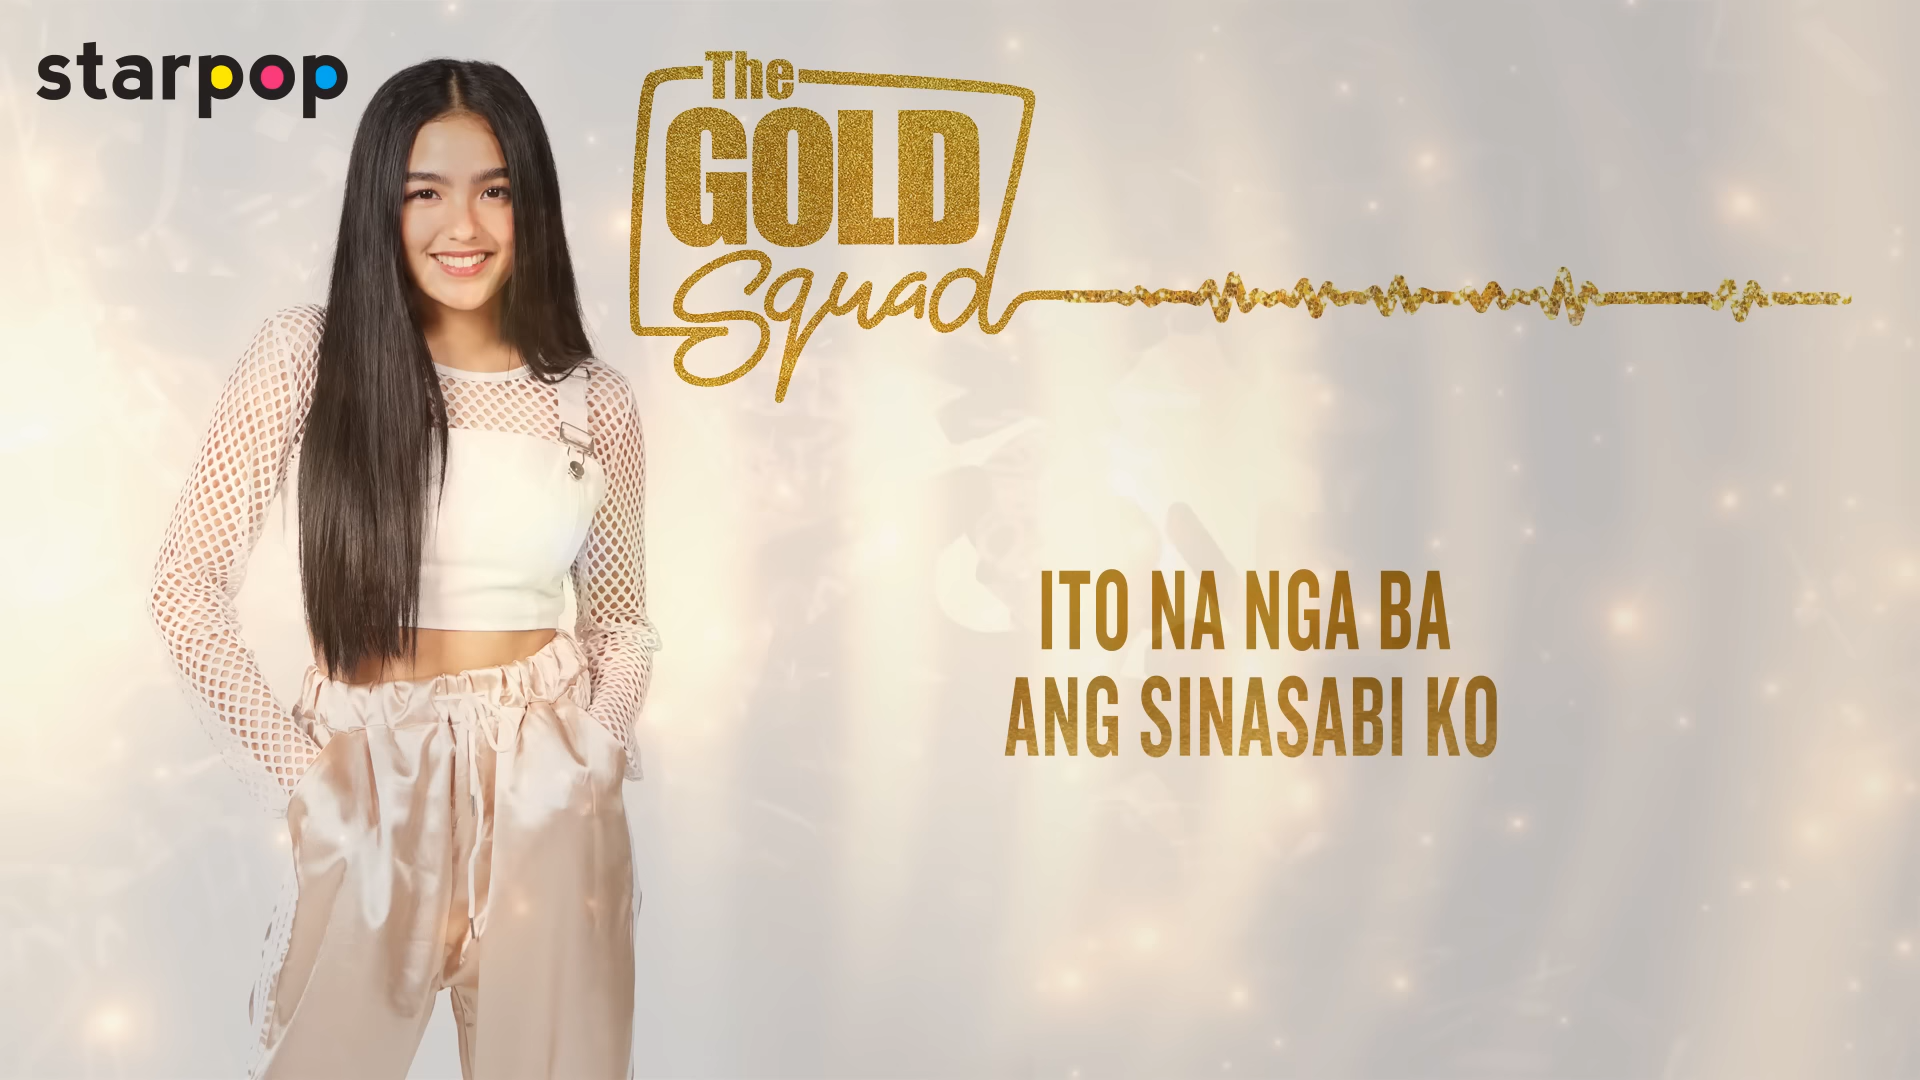 starpop
The
GOLD
Squad
ITO NA NGA BA
ANG SINASABI KO